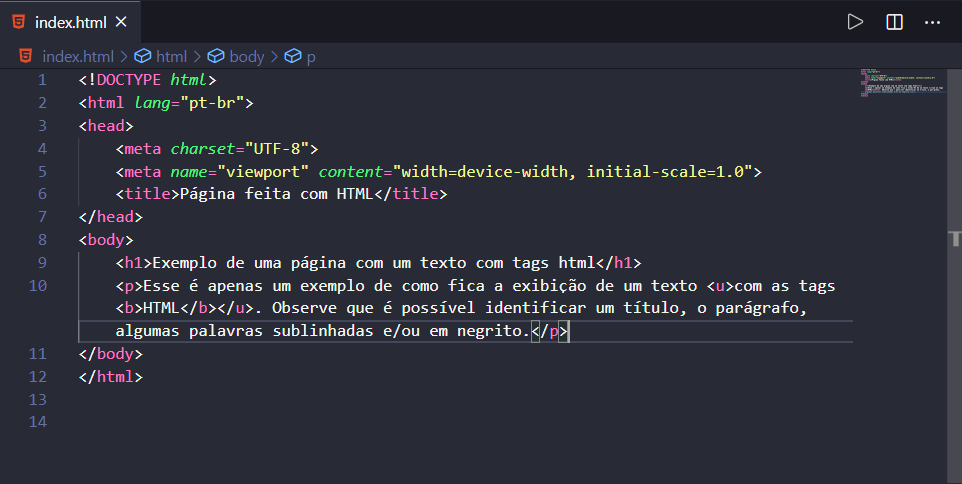 index.html
index.html > html > body > p
1 <!DOCTYPE html>
2 <html lang="pt-br">
3 <head>
4 <meta charset="UTF-8">
5 <meta name="viewport" content="width=device-width, initial-scale=1.0">
6 <title>Página feita com HTML</title>
7 </head>
8 <body>
9 <h1>Exemplo de uma página com um texto com tags html</h1>
10 <p>Esse é apenas um exemplo de como fica a exibição de um texto <u>com as tags
<b>HTML</b></u>. Observe que é possível identificar um título, o parágrafo,
algumas palavras sublinhadas e/ou em negrito.</p>
11 </body>
12 </html>
13
14